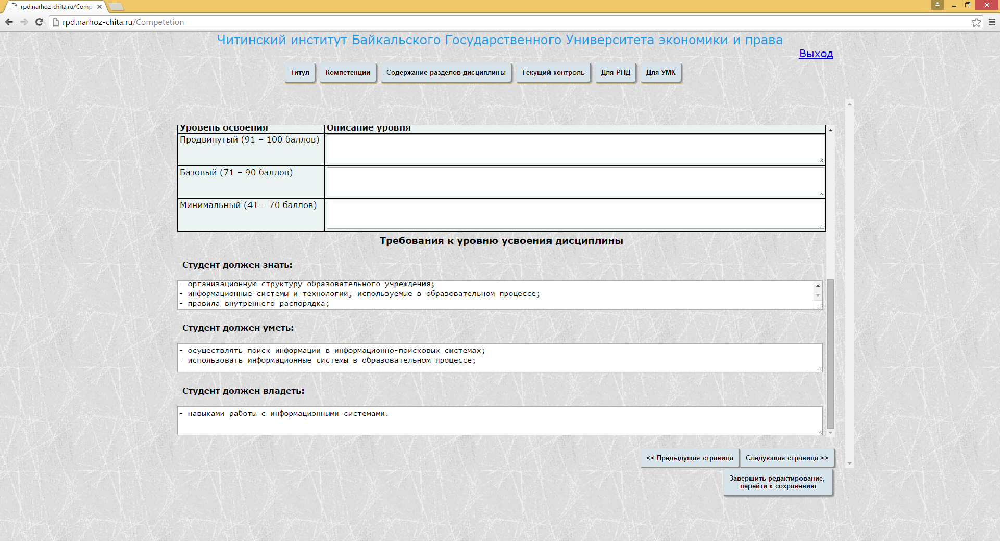 rpd.narhoz-chita.ru/Comp
rpd.narhoz-chita.ru/Competetion
Читинский институт Байкальского Государственного Университета экономики и права
Выход
Титул
Компетенции
Содержание разделов дисциплины
Текущий контроль
Для РПД
Для УМК
Уровень освоения
Описание уровня
Продвинутый (91 – 100 баллов)
Базовый (71 – 90 баллов)
Минимальный (41 – 70 баллов)
Требования к уровню усвоения дисциплины
Студент должен знать:
- организационную структуру образовательного учреждения;
- информационные системы и технологии, используемые в образовательном процессе;
- правила внутреннего распорядка;
Студент должен уметь:
- осуществлять поиск информации в информационно-поисковых системах;
- использовать информационные системы в образовательном процессе;
Студент должен владеть:
- навыками работы с информационными системами.
<< Предыдущая страница
Следующая страница >>
Завершить редактирование,
перейти к сохранению